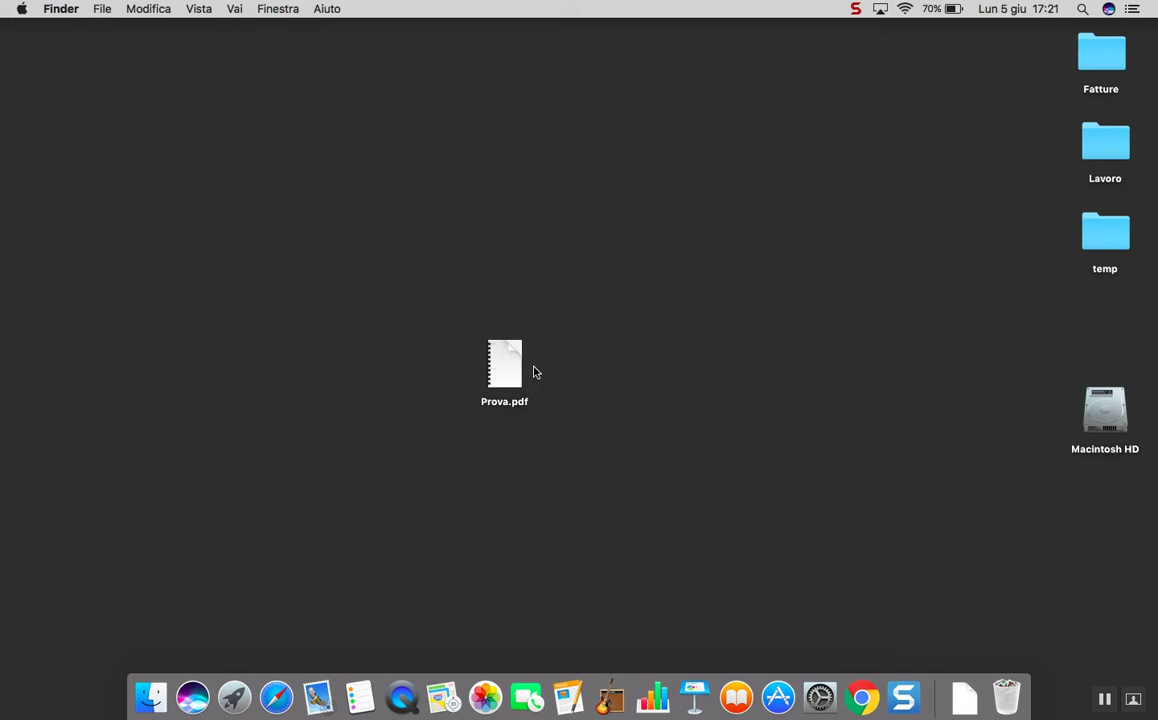 Finder File Modifica Vista Vai Finestra Aiuto 70% Lun 5 giu 17:21
Fatture
Lavoro
temp
Prova.pdf
Macintosh HD